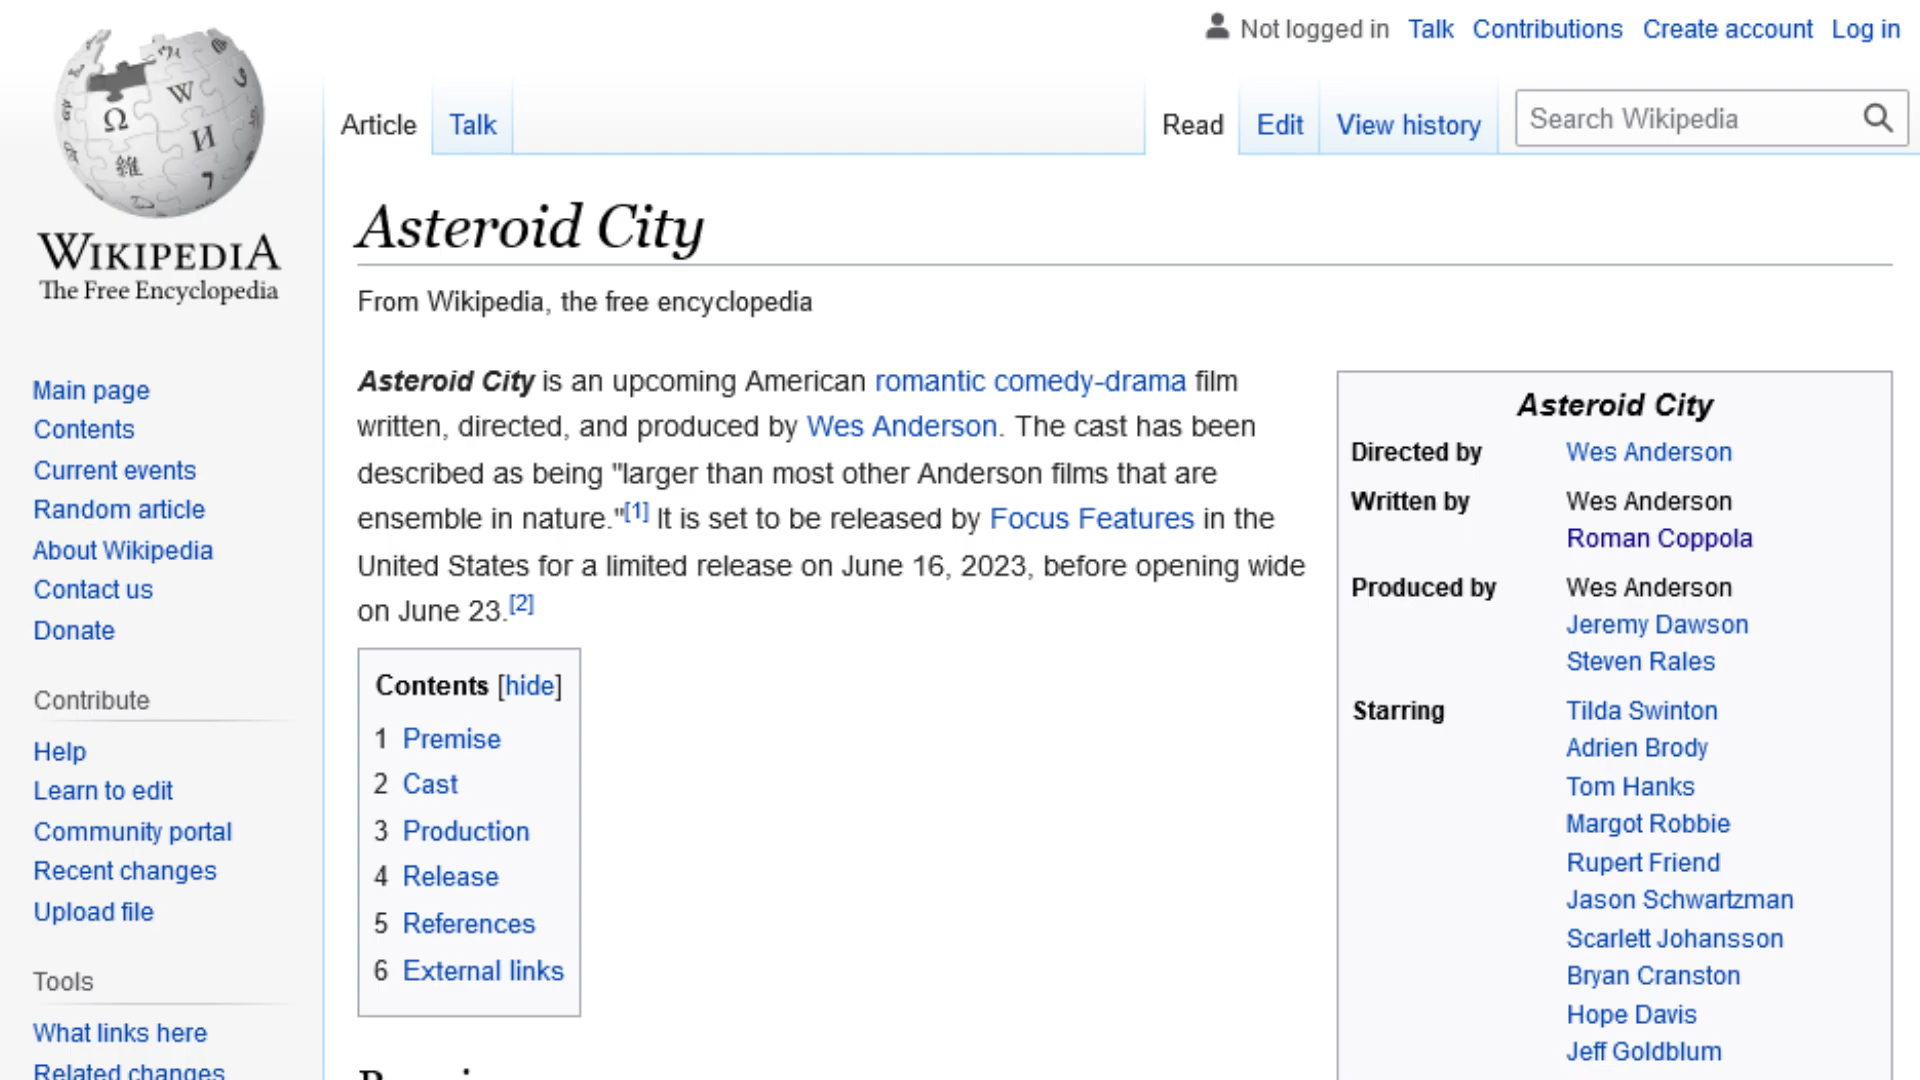 Not logged in Talk Contributions Create account Log in
Article Talk Read Edit View history Search Wikipedia
Ω W И 維 ר
WIKIPEDIA
The Free Encyclopedia
Main page
Contents
Current events
Random article
About Wikipedia
Contact us
Donate
Contribute
Help
Learn to edit
Community portal
Recent changes
Upload file
Tools
What links here
Related changes
Asteroid City
From Wikipedia, the free encyclopedia
Asteroid City is an upcoming American romantic comedy-drama film
written, directed, and produced by Wes Anderson. The cast has been
described as being "larger than most other Anderson films that are
ensemble in nature."[1] It is set to be released by Focus Features in the
United States for a limited release on June 16, 2023, before opening wide
on June 23.[2]
Contents [hide]
1 Premise
2 Cast
3 Production
4 Release
5 References
6 External links
Asteroid City
Directed by Wes Anderson
Written by Wes Anderson
Roman Coppola
Produced by Wes Anderson
Jeremy Dawson
Steven Rales
Starring Tilda Swinton
Adrien Brody
Tom Hanks
Margot Robbie
Rupert Friend
Jason Schwartzman
Scarlett Johansson
Bryan Cranston
Hope Davis
Jeff Goldblum